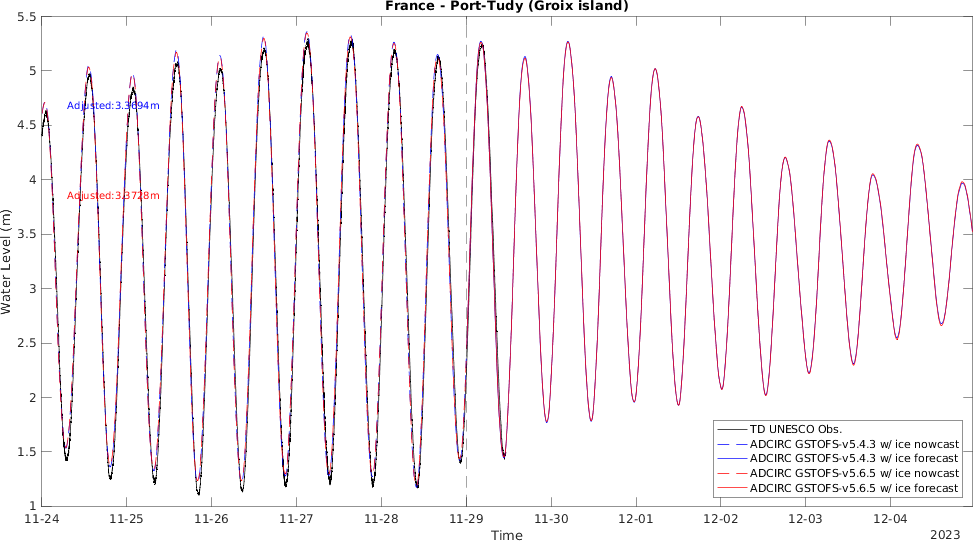 France - Port-Tudy (Groix island)
5.5
5
4.5
4
3.5
3
2.5
2
1.5
1
Water Level (m)
Adjusted:3.3694m
Adjusted:3.3728m
TD UNESCO Obs.
ADCIRC GSTOFS-v5.4.3 w/ ice nowcast
ADCIRC GSTOFS-v5.4.3 w/ ice forecast
ADCIRC GSTOFS-v5.6.5 w/ ice nowcast
ADCIRC GSTOFS-v5.6.5 w/ ice forecast
11-24 11-25 11-26 11-27 11-28 11-29 11-30 12-01 12-02 12-03 12-04
Time
2023